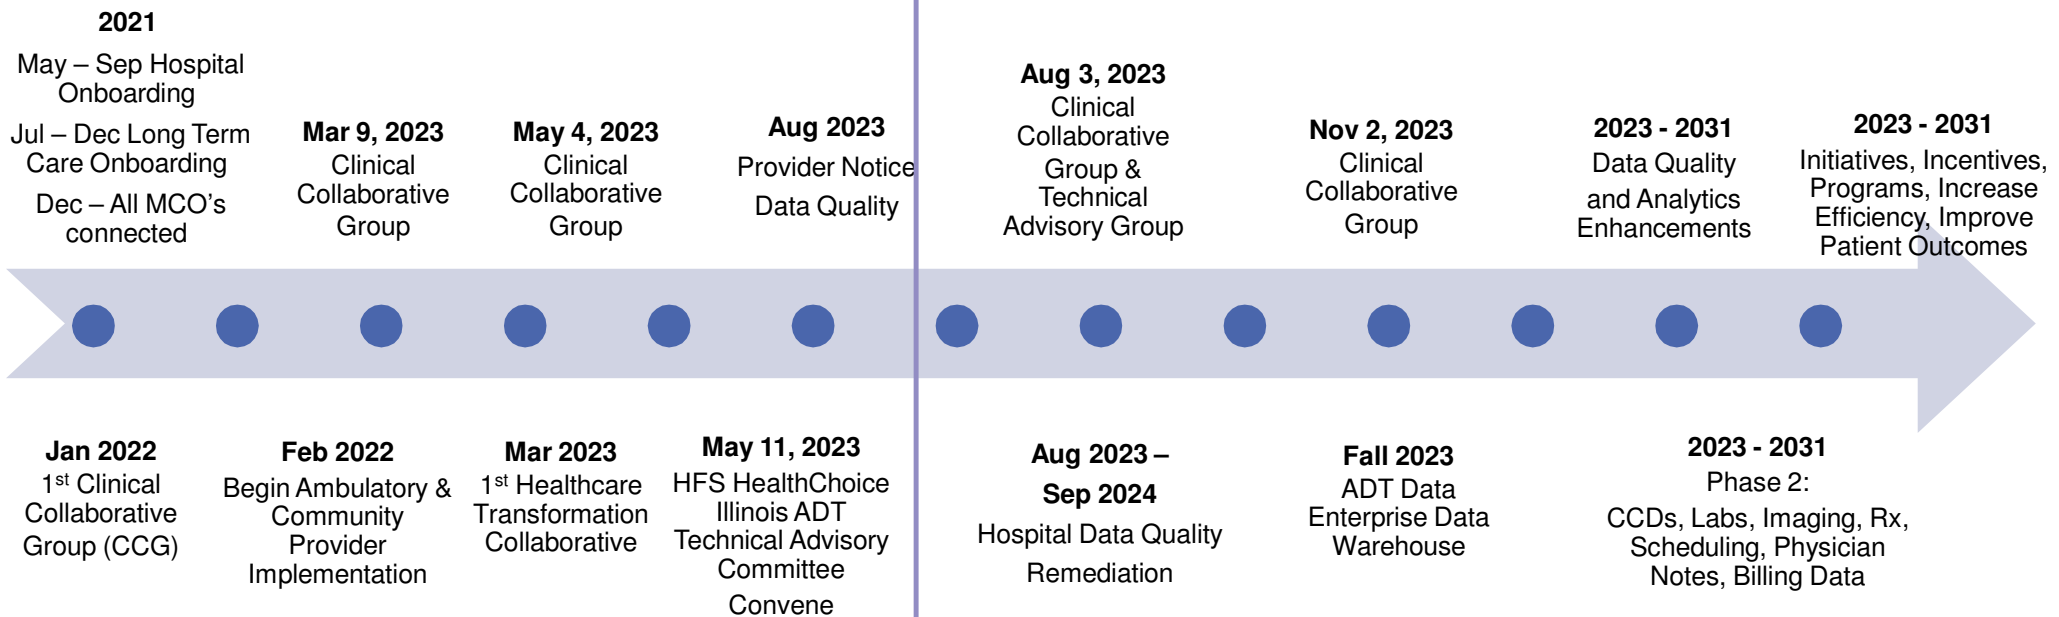 2021
May – Sep Hospital
Onboarding
Jul – Dec Long Term
Care Onboarding
Dec – All MCO’s
connected
Mar 9, 2023
Clinical
Collaborative
Group
May 4, 2023
Clinical
Collaborative
Group
Aug 2023
Provider Notice
Data Quality
Aug 3, 2023
Clinical
Collaborative
Group &
Technical
Advisory Group
Nov 2, 2023
Clinical
Collaborative
Group
2023 - 2031
Data Quality
and Analytics
Enhancements
2023 - 2031
Initiatives, Incentives,
Programs, Increase
Efficiency, Improve
Patient Outcomes
Jan 2022
1st Clinical
Collaborative
Group (CCG)
Feb 2022
Begin Ambulatory &
Community
Provider
Implementation
Mar 2023
1st Healthcare
Transformation
Collaborative
May 11, 2023
HFS HealthChoice
Illinois ADT
Technical Advisory
Committee
Convene
Aug 2023 –
Sep 2024
Hospital Data Quality
Remediation
Fall 2023
ADT Data
Enterprise Data
Warehouse
2023 - 2031
Phase 2:
CCDs, Labs, Imaging, Rx,
Scheduling, Physician
Notes, Billing Data